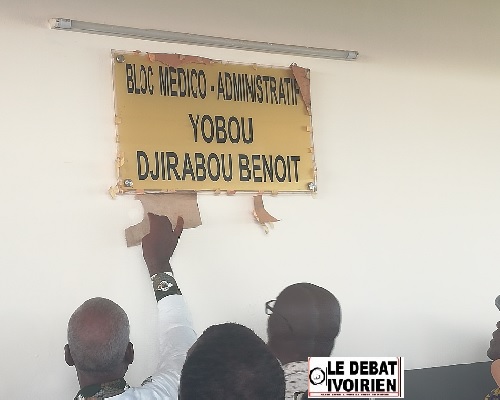 BLOC MEDICO - ADMINISTRATIF
YOBOU
DJIRABOU BENOIT
LE DEBAT
IVOIRIEN